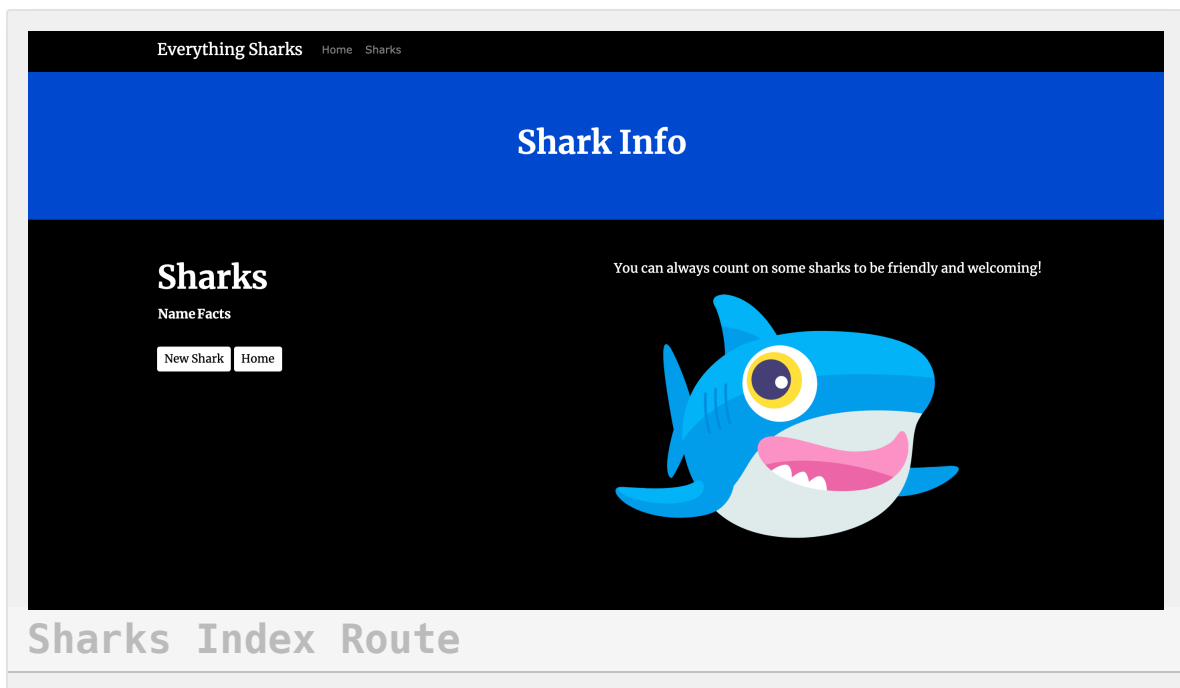 Everything Sharks Home Sharks
Shark Info
Sharks
Name Facts
New Shark Home
You can always count on some sharks to be friendly and welcoming!
Sharks Index Route